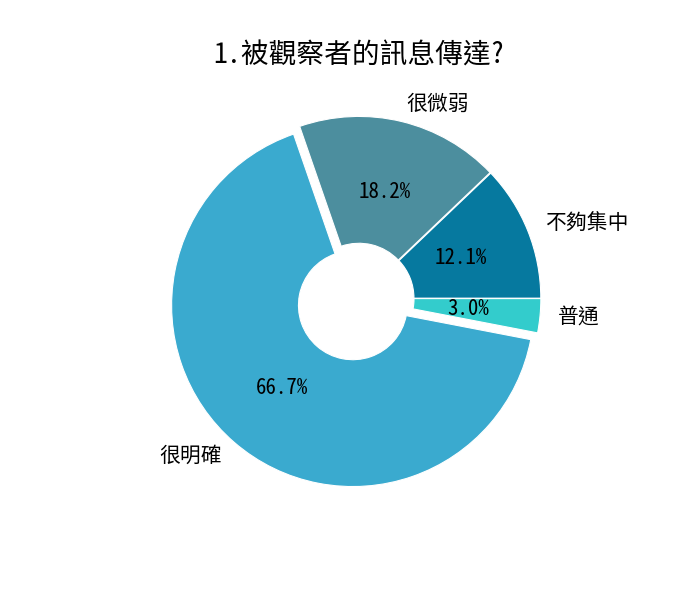 1.被觀察者的訊息傳達?
很微弱
18.2%
不夠集中
12.1%
3.0%
普通
66.7%
很明確